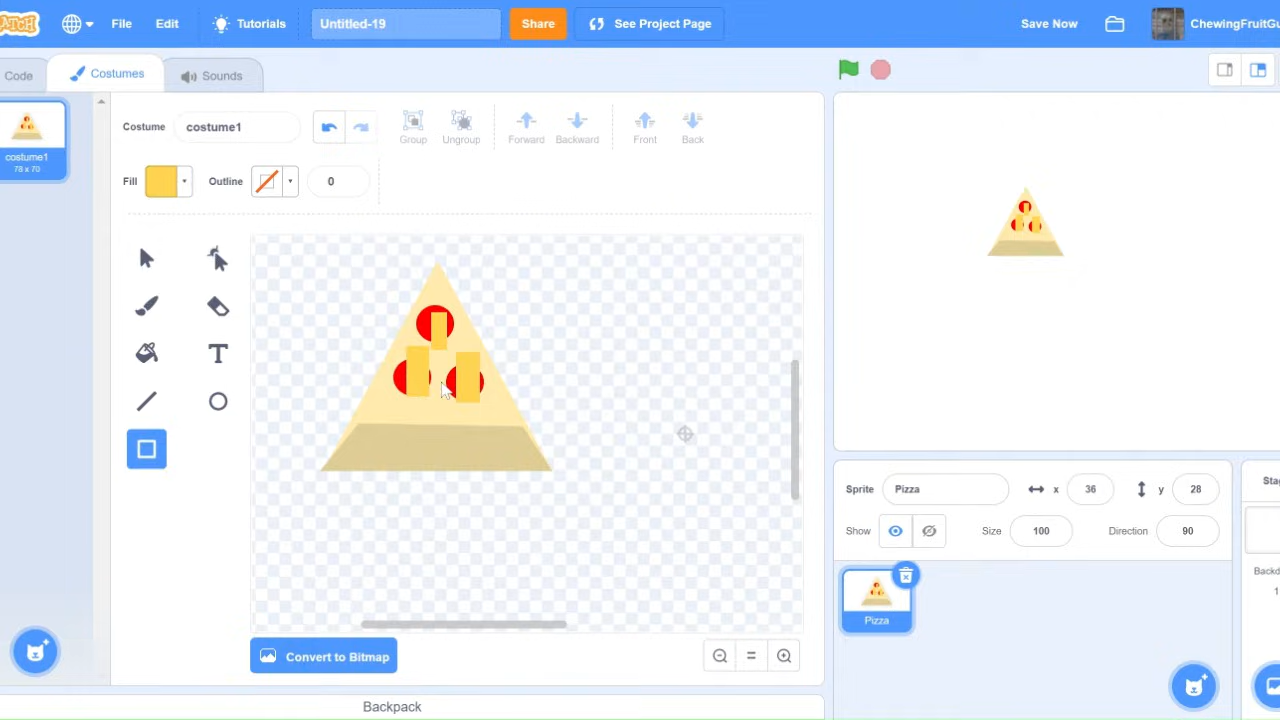 File Edit Tutorials Untitled-19 Share See Project Page Save Now ChewingFruitGu
Code Costumes Sounds
Costume costume1 Group Ungroup Forward Backward Front Back
costume1
78 x 70
Fill Outline 0
T
Sprite Pizza x 36 y 28
Show Size 100 Direction 90
Pizza
Convert to Bitmap
Backpack
1